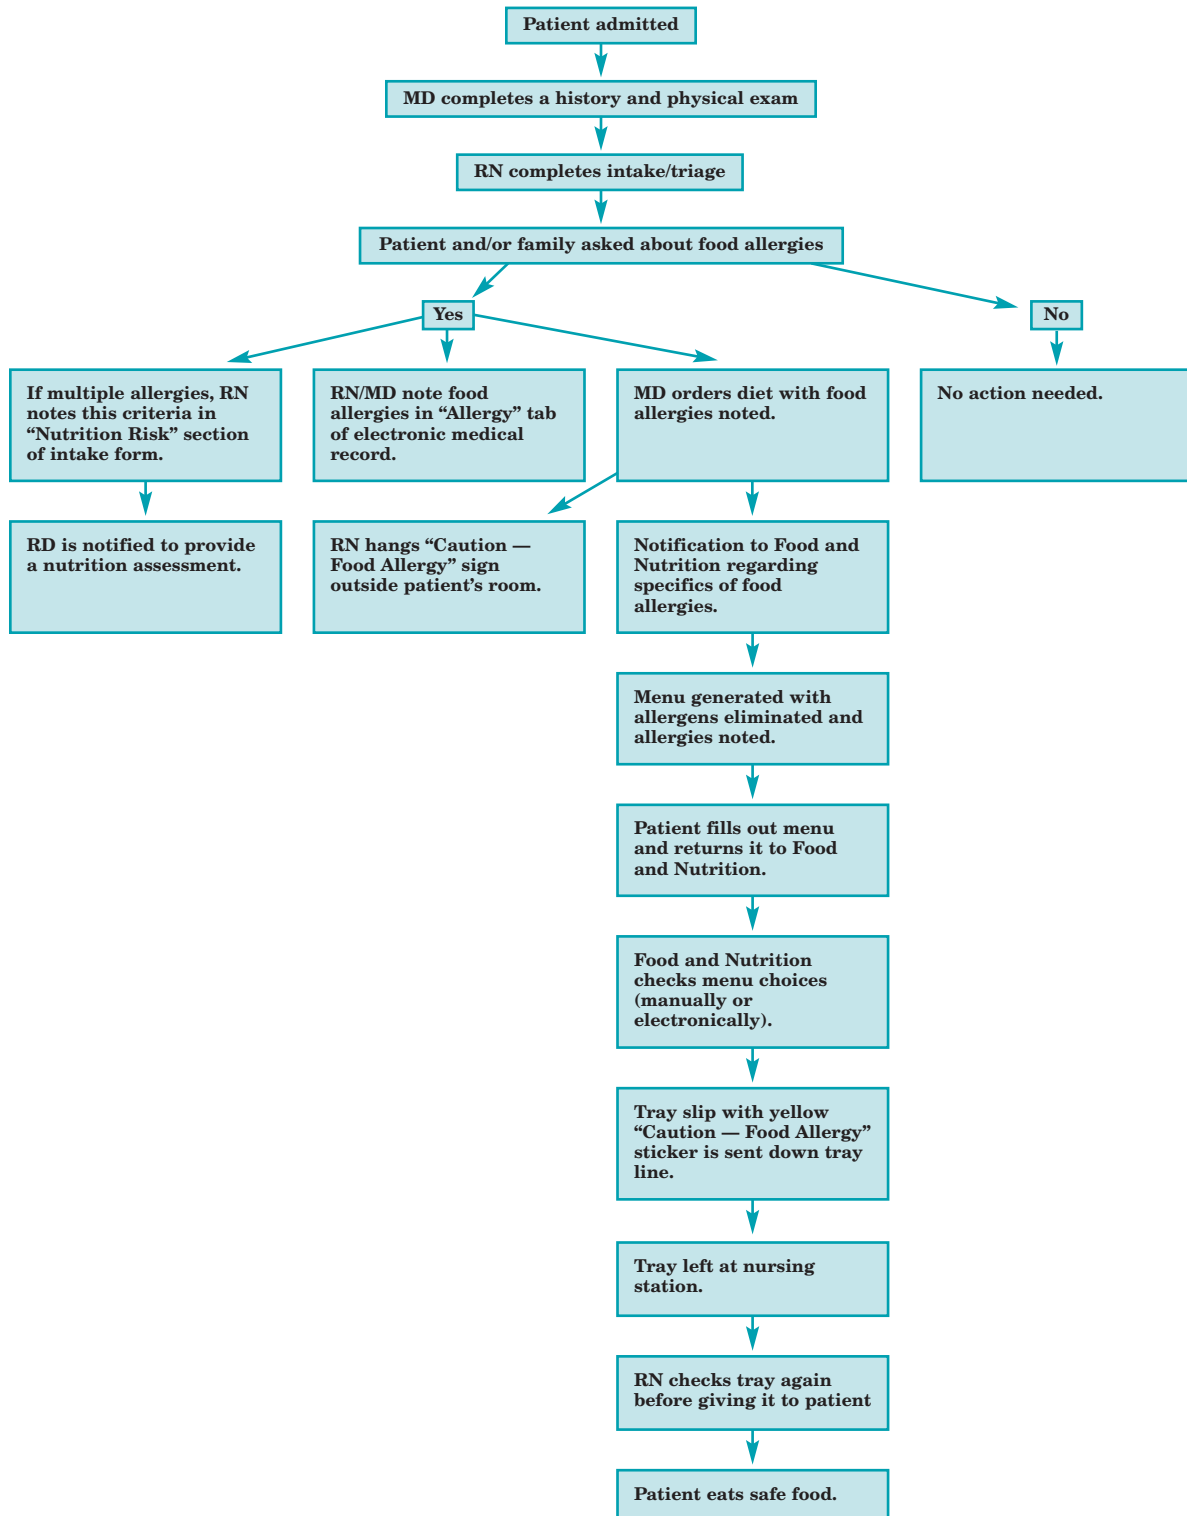 Patient admitted
MD completes a history and physical exam
RN completes intake/triage
Patient and/or family asked about food allergies
Yes
No
If multiple allergies, RN
notes this criteria in
“Nutrition Risk” section
of intake form.
RN/MD note food
allergies in “Allergy” tab
of electronic medical
record.
MD orders diet with food
allergies noted.
No action needed.
RD is notified to provide
a nutrition assessment.
RN hangs “Caution —
Food Allergy” sign
outside patient’s room.
Notification to Food and
Nutrition regarding
specifics of food
allergies.
Menu generated with
allergens eliminated and
allergies noted.
Patient fills out menu
and returns it to Food
and Nutrition.
Food and Nutrition
checks menu choices
(manually or
electronically).
Tray slip with yellow
“Caution — Food Allergy”
sticker is sent down tray
line.
Tray left at nursing
station.
RN checks tray again
before giving it to patient
Patient eats safe food.